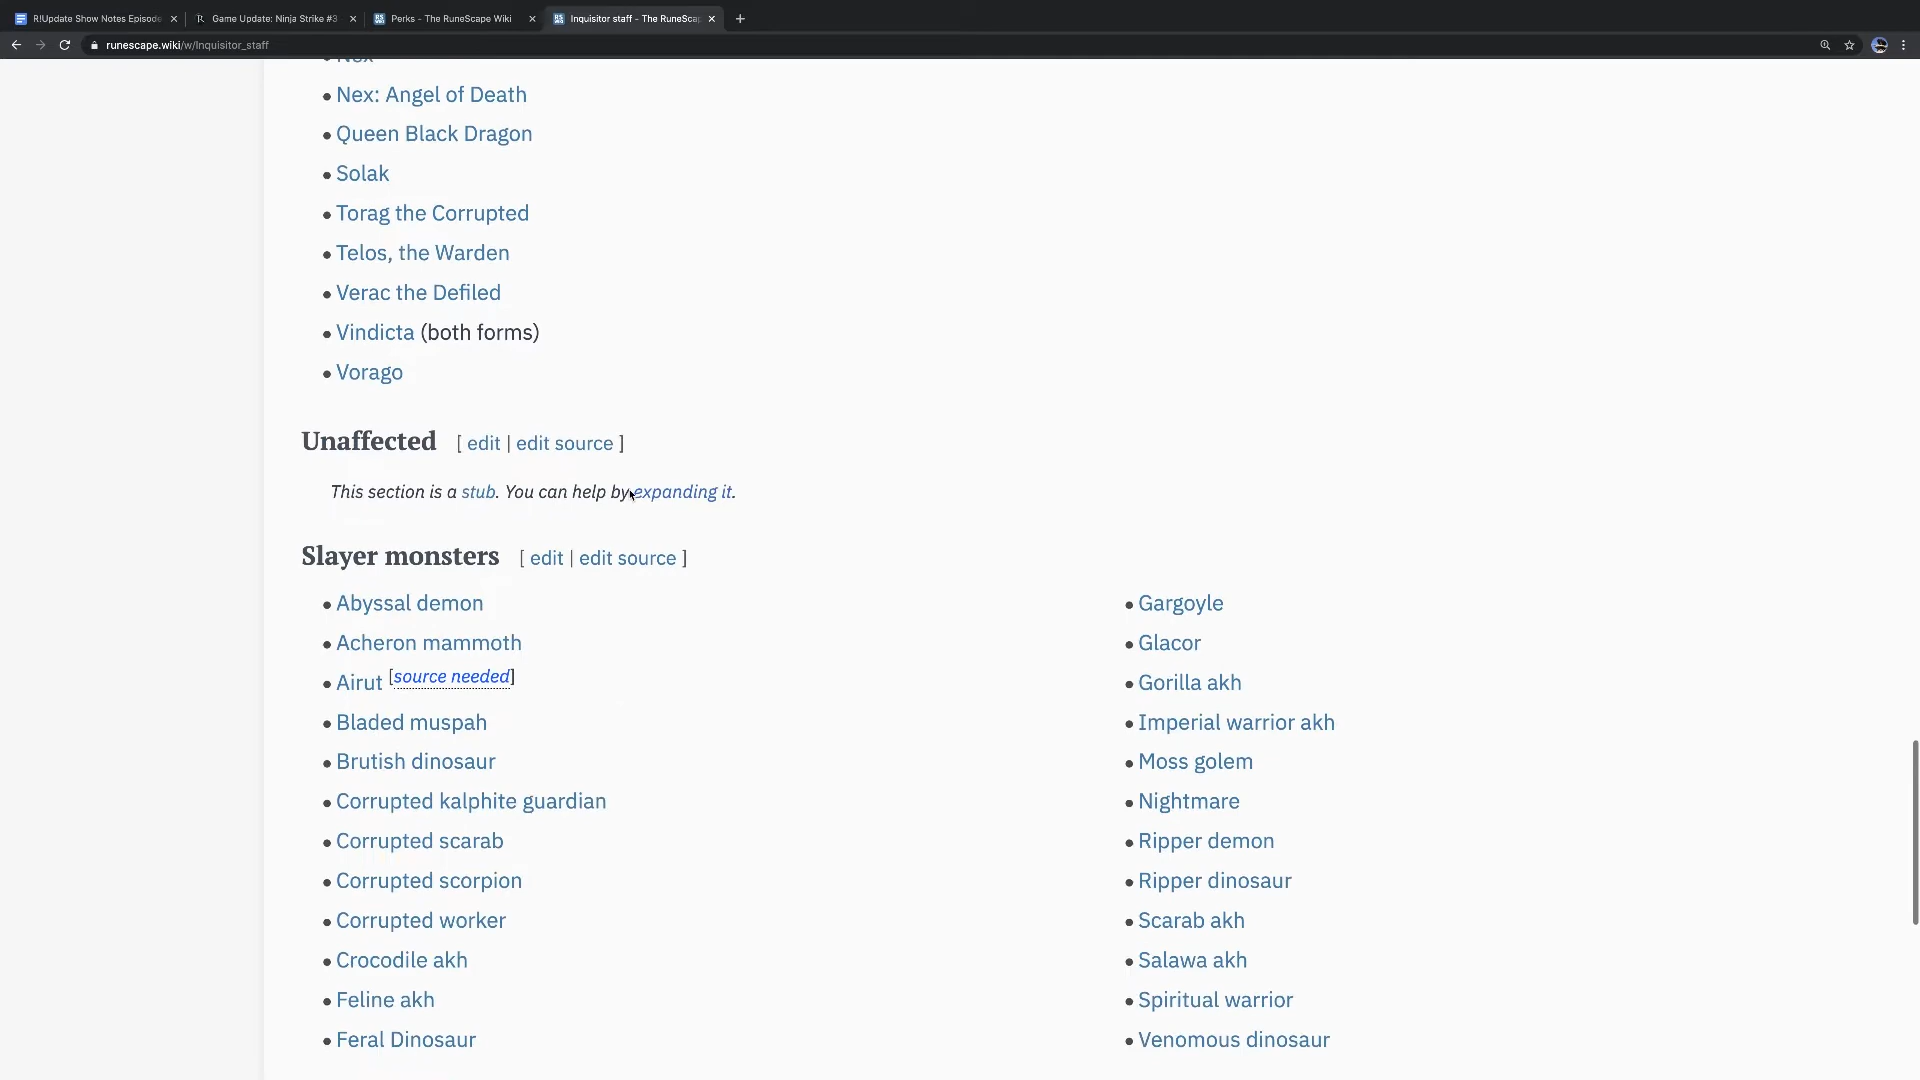 R!Update Show Notes Episode
Game Update: Ninja Strike #3
Perks - The RuneScape Wiki
Inquisitor staff - The RuneScap
runescape.wiki/w/Inquisitor_staff
Nex
• Nex: Angel of Death
• Queen Black Dragon
• Solak
• Torag the Corrupted
• Telos, the Warden
• Verac the Defiled
• Vindicta (both forms)
• Vorago
Unaffected [ edit | edit source ]
This section is a stub. You can help by expanding it.
Slayer monsters [ edit | edit source ]
• Abyssal demon
• Acheron mammoth
• Airut [source needed]
• Bladed muspah
• Brutish dinosaur
• Corrupted kalphite guardian
• Corrupted scarab
• Corrupted scorpion
• Corrupted worker
• Crocodile akh
• Feline akh
• Feral Dinosaur
• Gargoyle
• Glacor
• Gorilla akh
• Imperial warrior akh
• Moss golem
• Nightmare
• Ripper demon
• Ripper dinosaur
• Scarab akh
• Salawa akh
• Spiritual warrior
• Venomous dinosaur